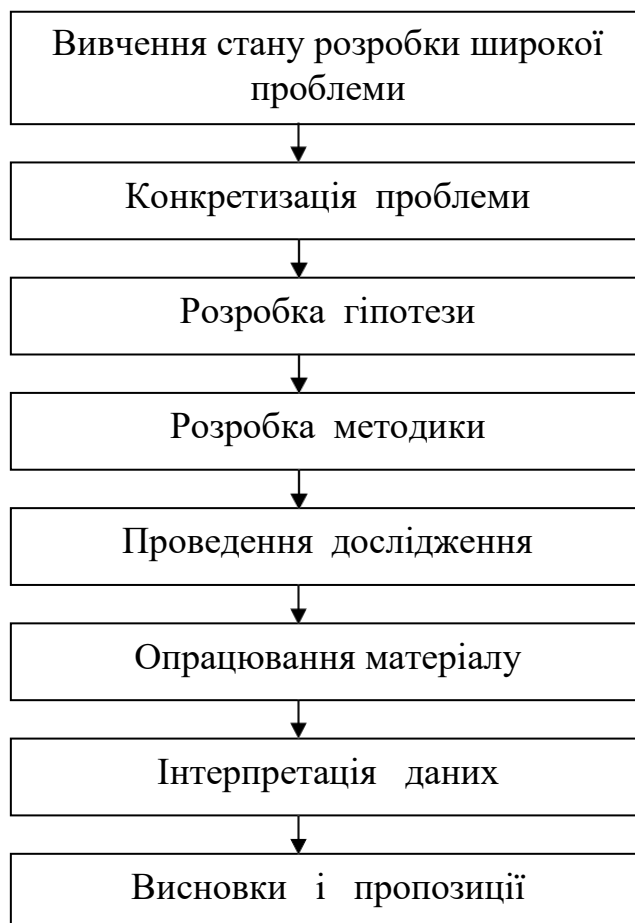 Вивчення стану розробки широкої
проблеми
Конкретизація проблеми
Розробка гіпотези
Розробка методики
Проведення дослідження
Опрацювання матеріалу
Інтерпретація даних
Висновки і пропозиції